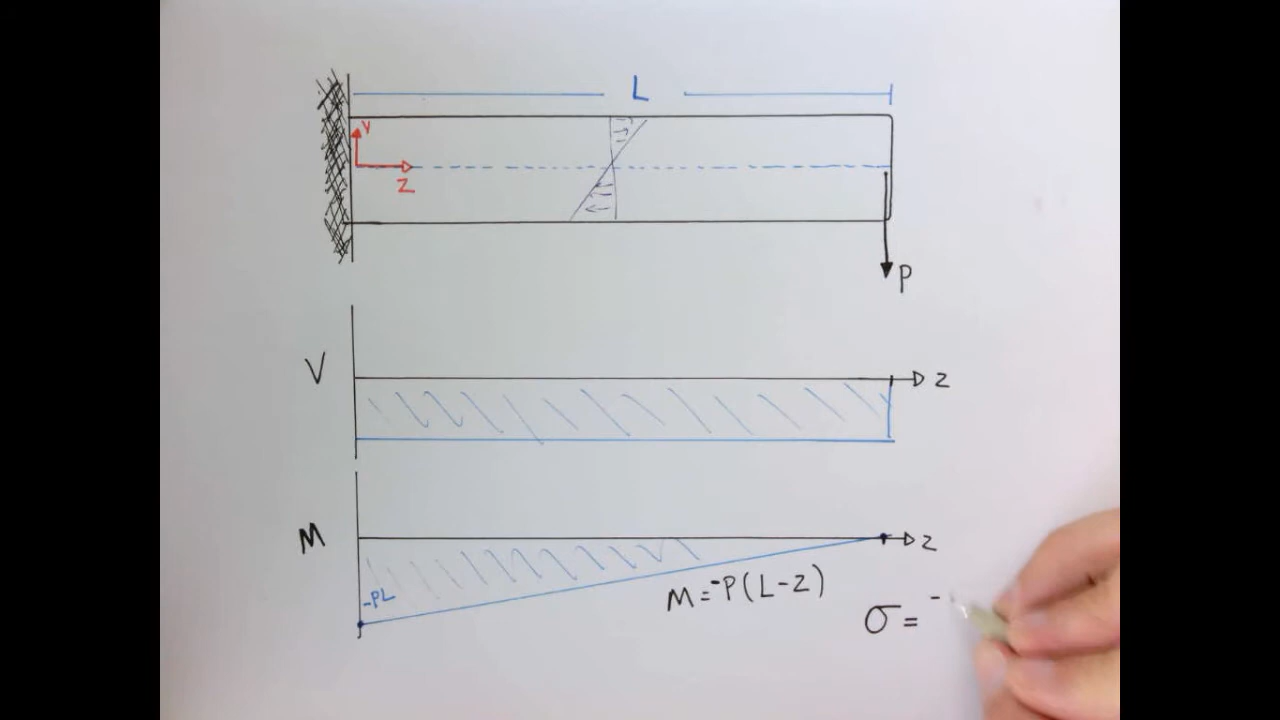 L
v
z
P
V
z
M
z
-PL
M = -P(L-z)
σ = -